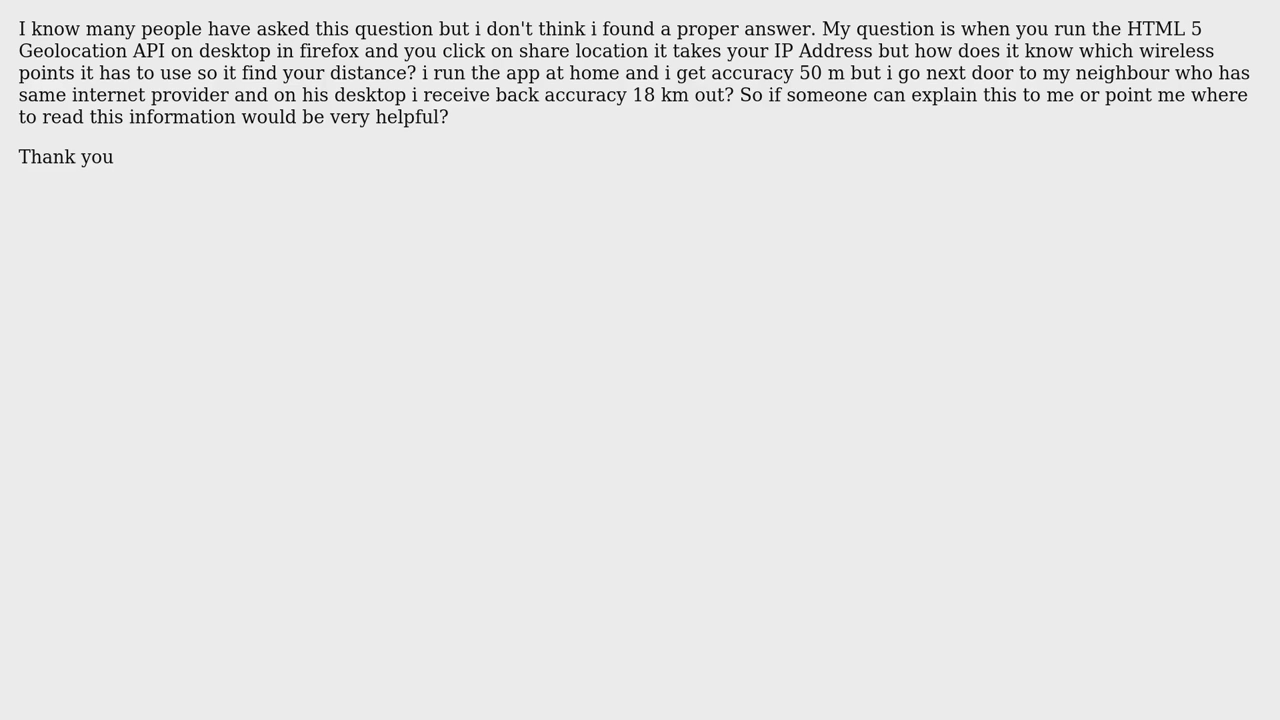 I know many people have asked this question but i don't think i found a proper answer. My question is when you run the HTML 5
Geolocation API on desktop in firefox and you click on share location it takes your IP Address but how does it know which wireless
points it has to use so it find your distance? i run the app at home and i get accuracy 50 m but i go next door to my neighbour who has
same internet provider and on his desktop i receive back accuracy 18 km out? So if someone can explain this to me or point me where
to read this information would be very helpful?
Thank you